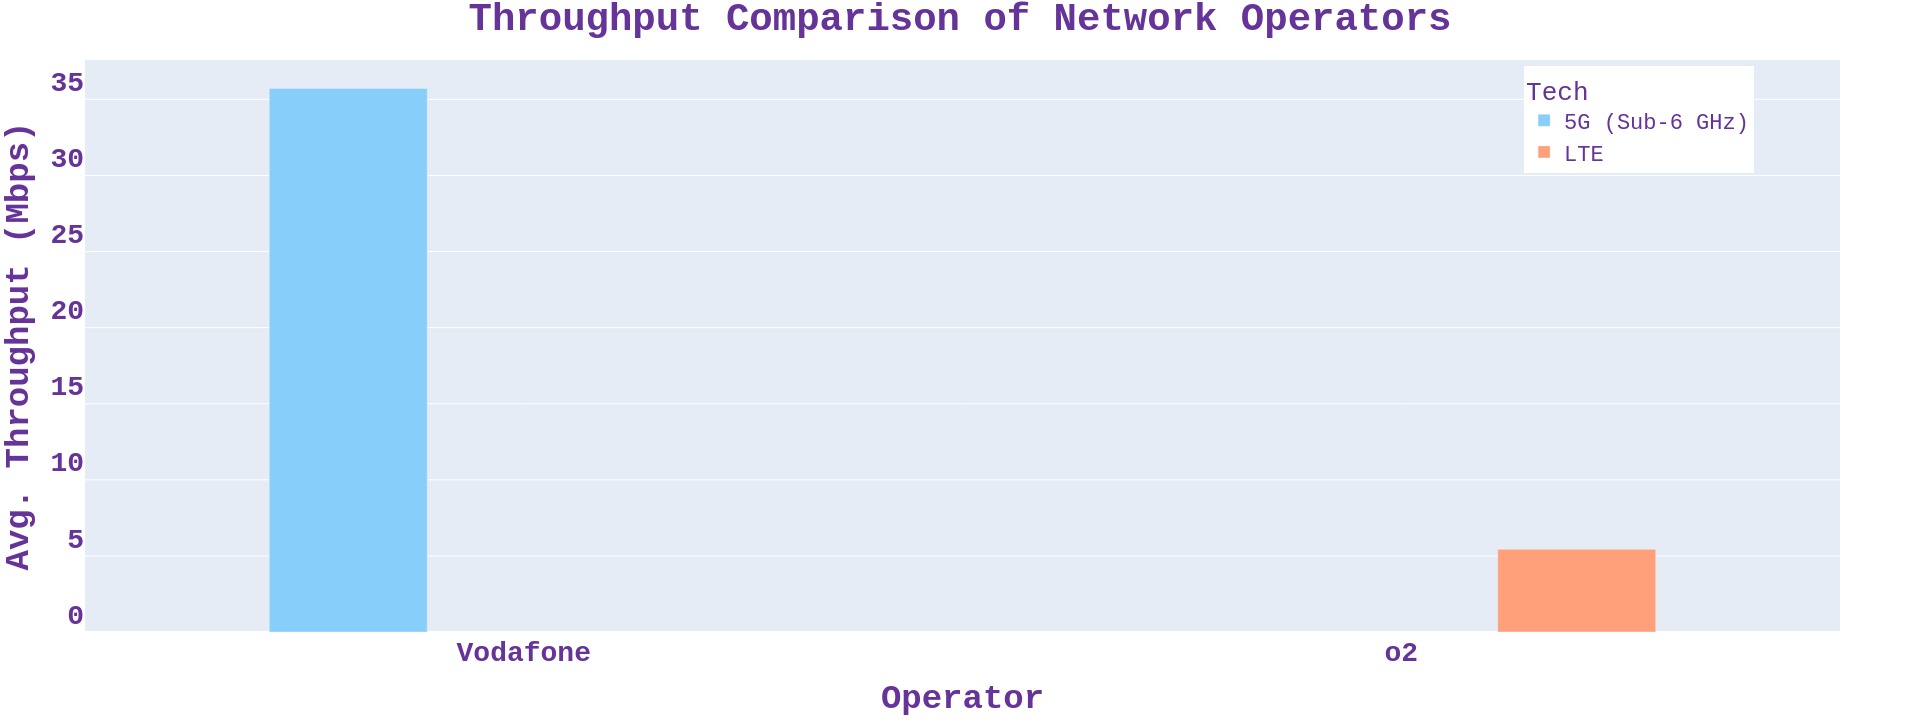 Throughput Comparison of Network Operators
Avg. Throughput (Mbps)
35
30
25
20
15
10
5
0
Tech
5G (Sub-6 GHz)
LTE
Vodafone
o2
Operator